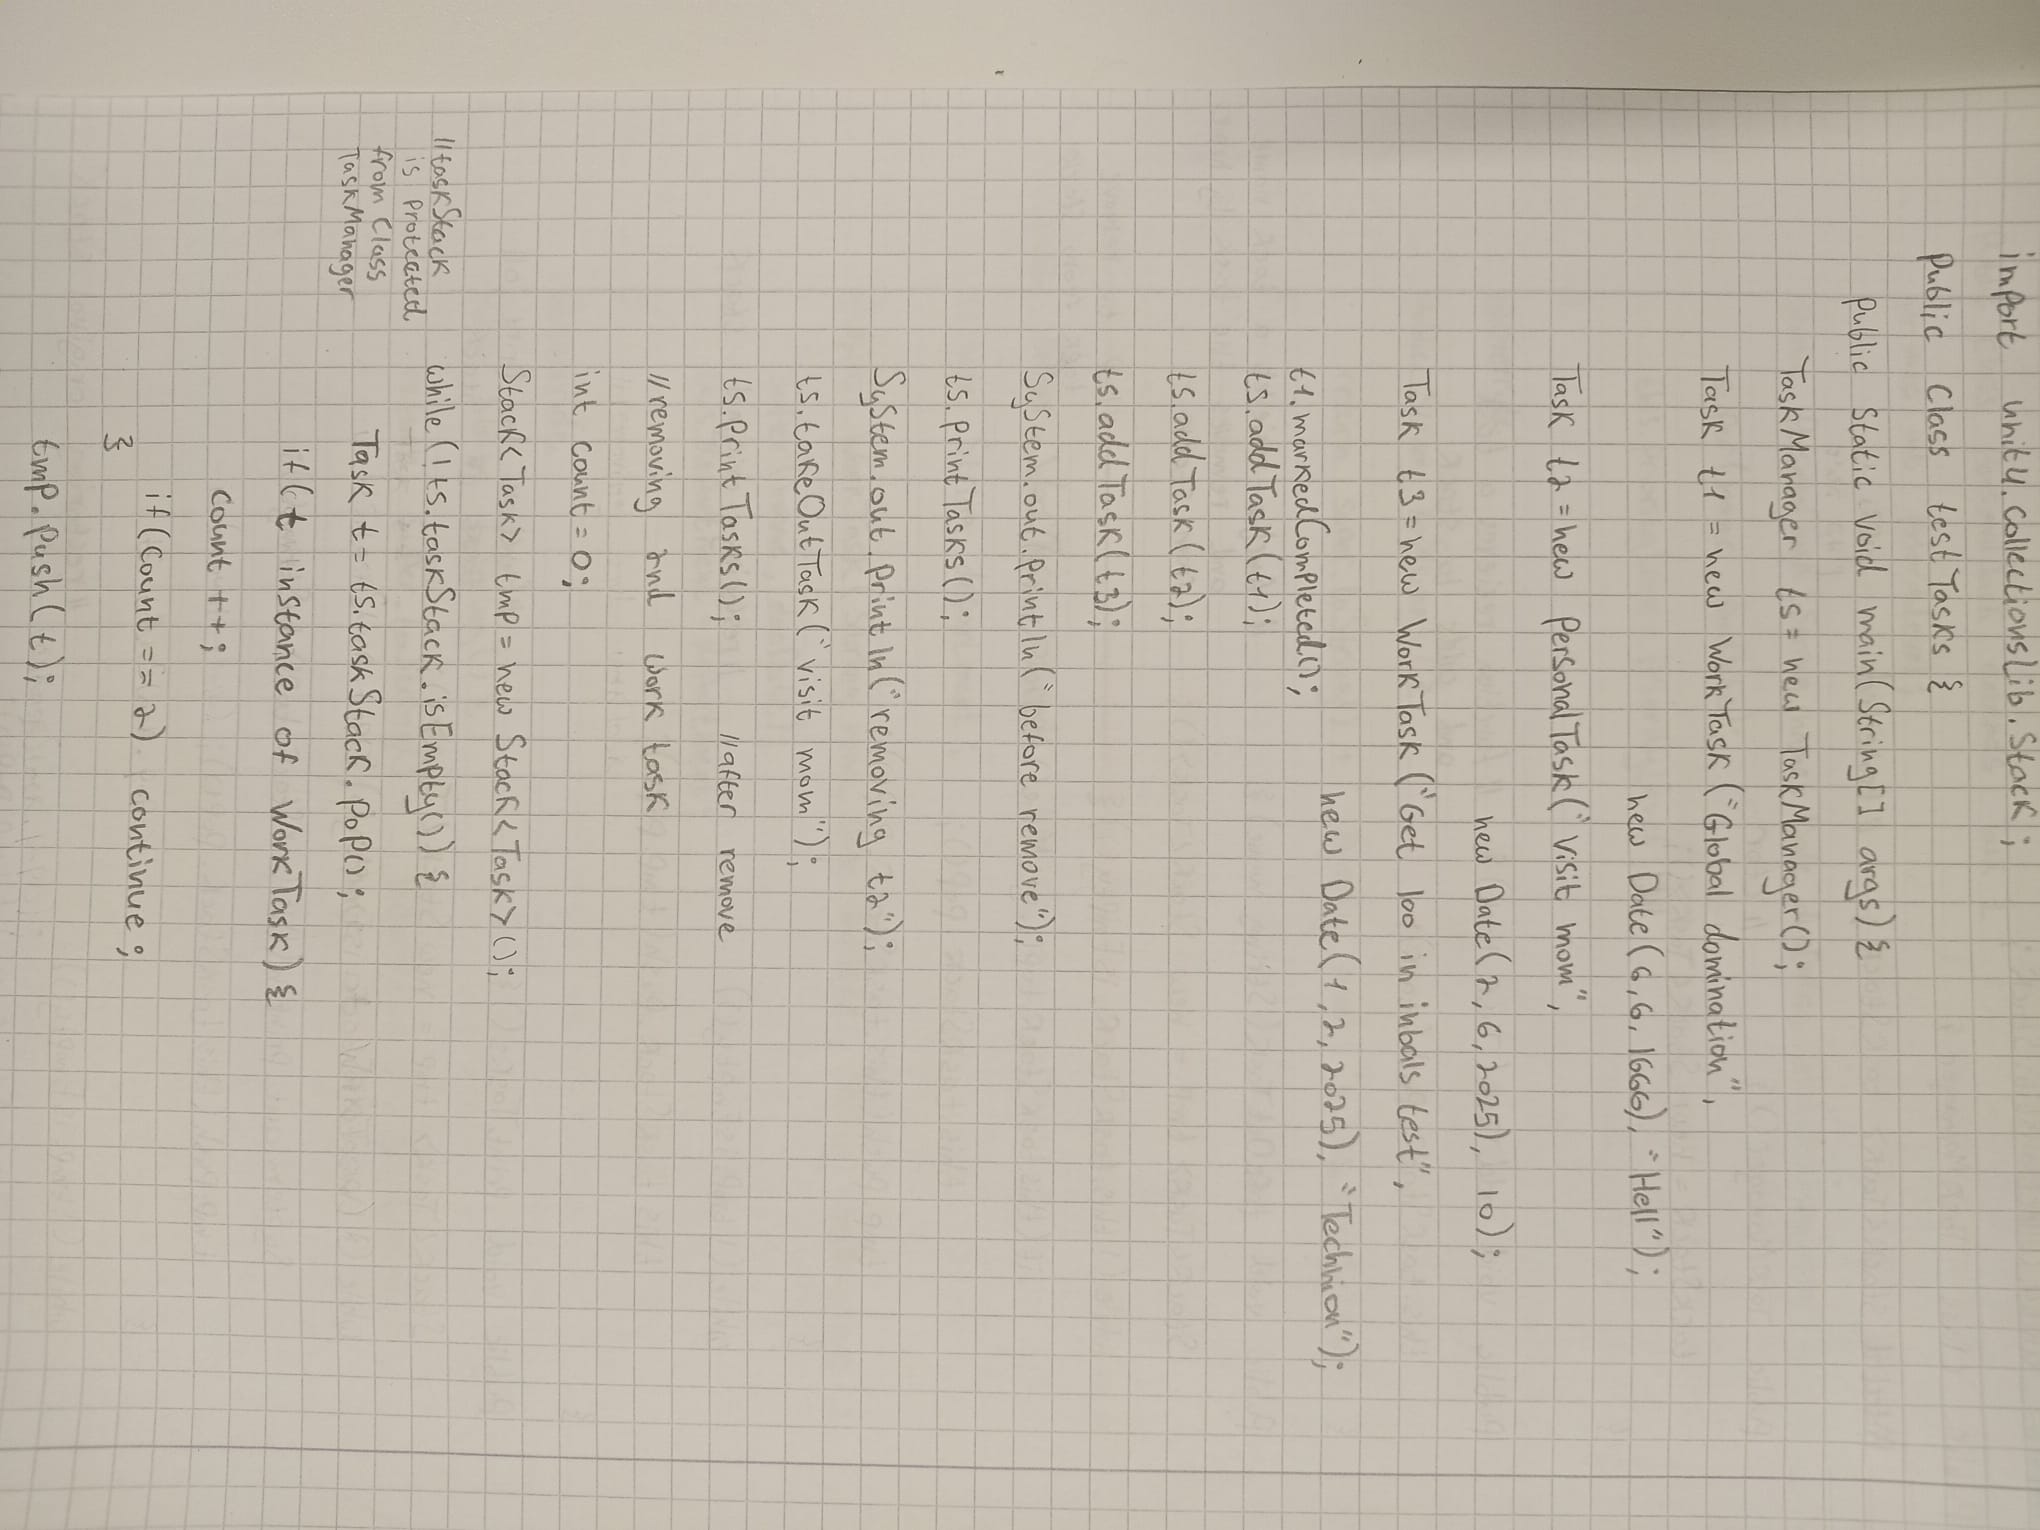 import unit4.collectionsLib.Stack;
public class testTasks {
public static void main(String[] args) {
TaskManager ts = new TaskManager();
Task t1 = new WorkTask("Global domination",
new Date(6,6,1666), "Hell");
Task t2 = new PersonalTask("visit mom",
new Date(2,6,2025), 10);
Task t3 = new WorkTask("Get 100 in inbals test",
new Date(1,2,2025), "Technion");
t1.markedCompleted();
ts.addTask(t1);
ts.addTask(t2);
ts.addTask(t3);
System.out.println("before remove");
ts.printTasks();
System.out.println("removing t2");
ts.takeOutTask("visit mom");
ts.printTasks(); //after remove
//removing 2nd work task
int count = 0;
Stack<Task> tmp = new Stack<Task>();
//taskStack
is protected
from class
TaskManager
while (!ts.taskStack.isEmpty()) {
Task t = ts.taskStack.pop();
if(t instance of WorkTask) {
count ++;
if(count == 2) continue;
}
tmp.push(t);